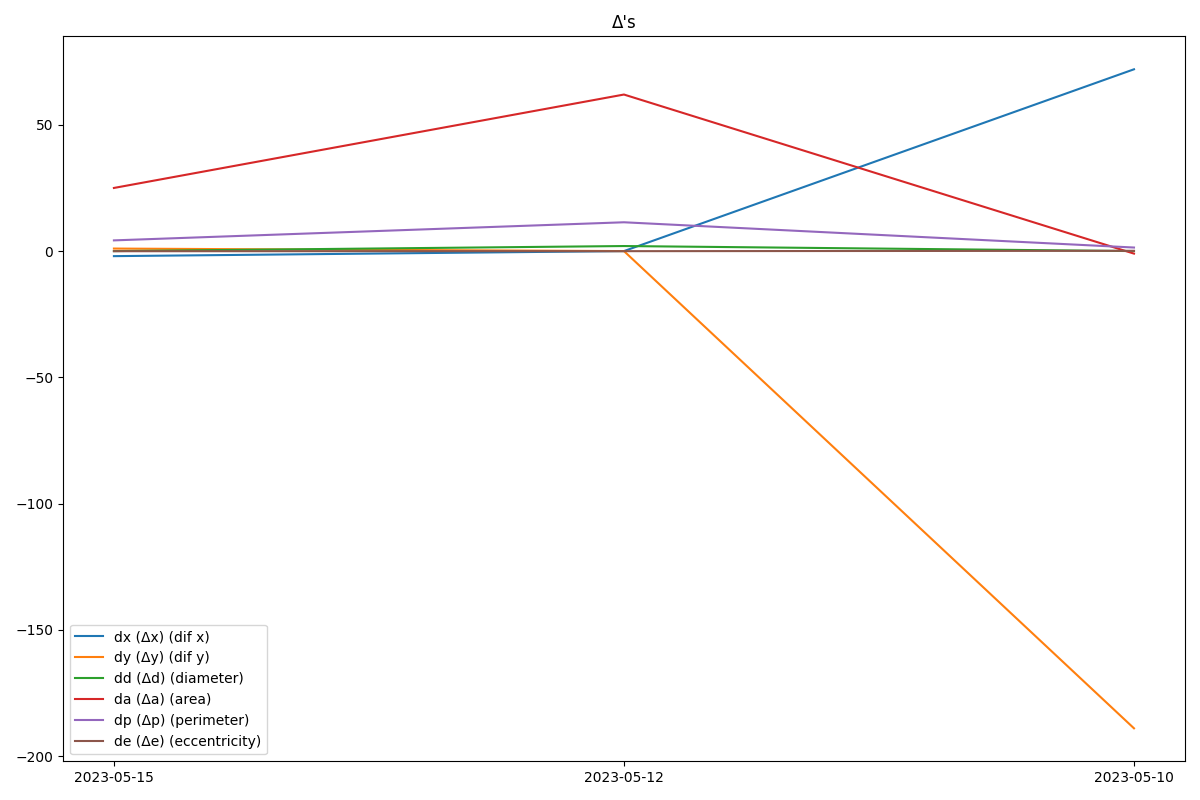 Δ's
50
0
−50
−100
−150
−200
dx (Δx) (dif x)
dy (Δy) (dif y)
dd (Δd) (diameter)
da (Δa) (area)
dp (Δp) (perimeter)
de (Δe) (eccentricity)
2023-05-15
2023-05-12
2023-05-10